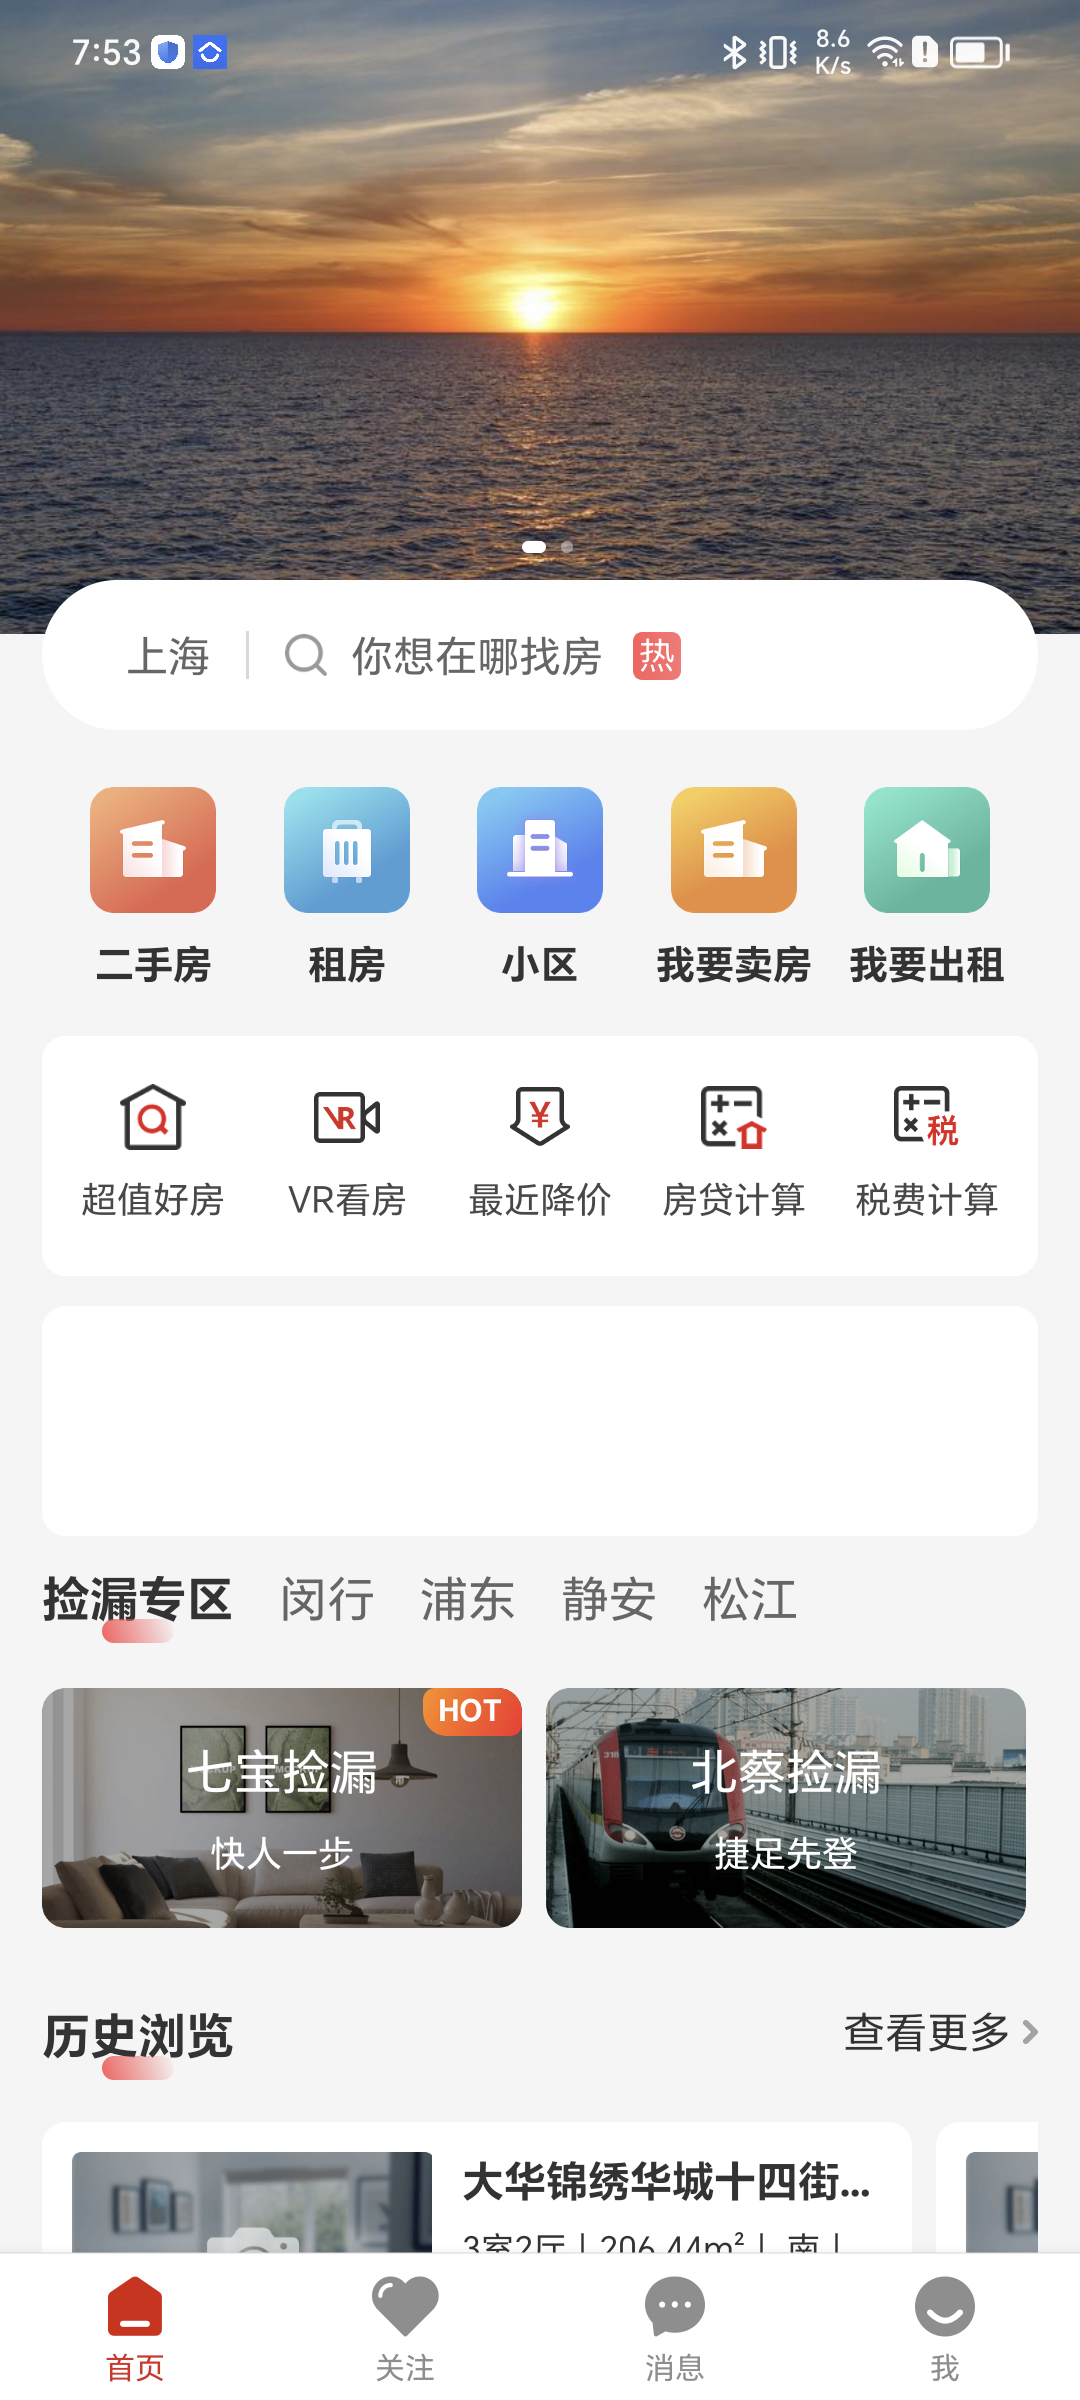 7:53
8.6
K/s
上海
你想在哪找房
热
二手房
租房
小区
我要卖房
我要出租
VR
¥
税
超值好房
VR看房
最近降价
房贷计算
税费计算
捡漏专区
闵行
浦东
静安
松江
HOT
七宝捡漏
快人一步
318
北蔡捡漏
捷足先登
历史浏览
查看更多
大华锦绣华城十四街...
3室2厅 | 206.44m² | 南 |
首页
关注
消息
我